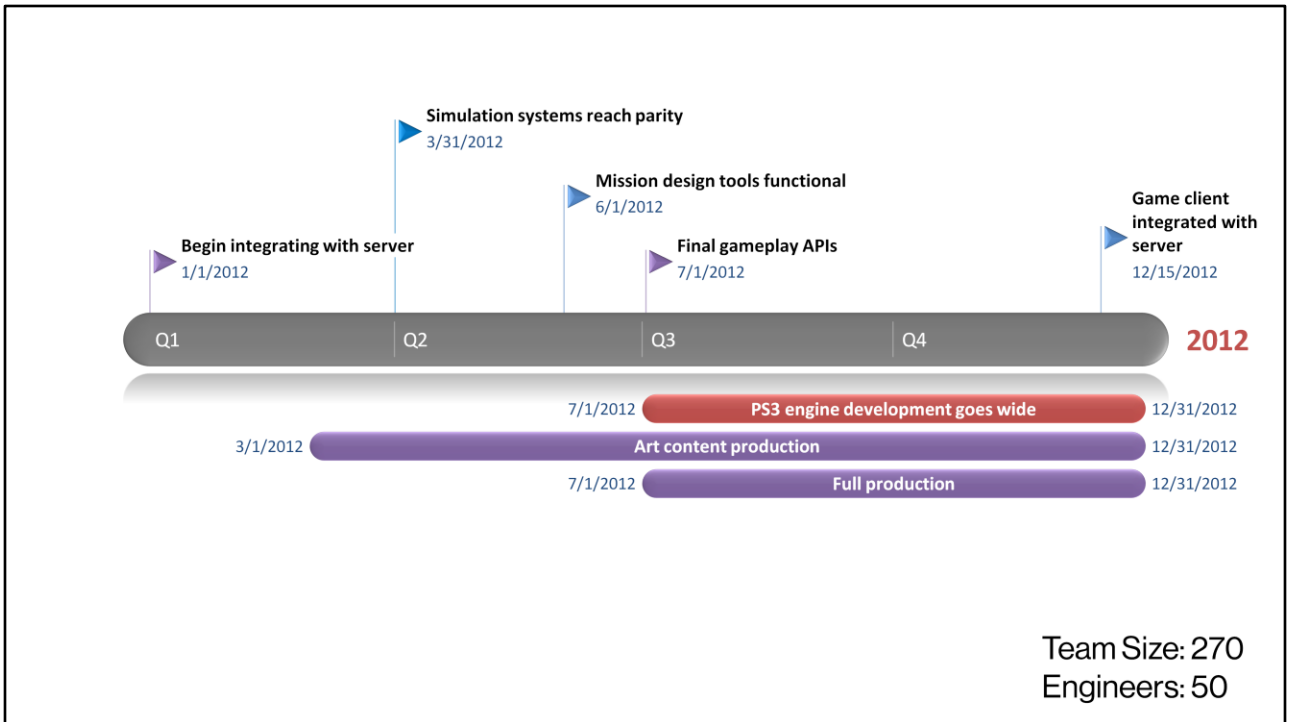 Simulation systems reach parity
3/31/2012
Mission design tools functional
6/1/2012
Game client
integrated with
server
12/15/2012
Begin integrating with server
1/1/2012
Final gameplay APIs
7/1/2012
Q1
Q2
Q3
Q4
2012
7/1/2012
PS3 engine development goes wide
12/31/2012
3/1/2012
Art content production
12/31/2012
7/1/2012
Full production
12/31/2012
Team Size: 270
Engineers: 50